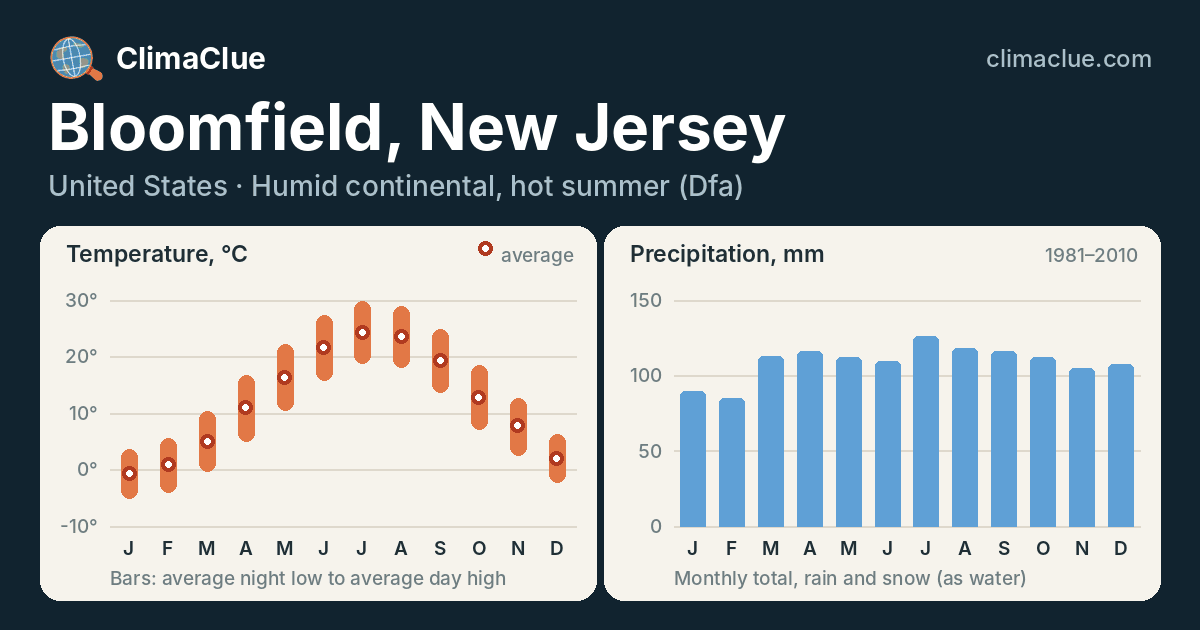 ClimaClue
climaclue.com
Bloomfield, New Jersey
United States · Humid continental, hot summer (Dfa)
Temperature, °C
average
30°
20°
10°
0°
-10°
J F M A M J J A S O N D
Bars: average night low to average day high
Precipitation, mm
1981–2010
150
100
50
0
J F M A M J J A S O N D
Monthly total, rain and snow (as water)